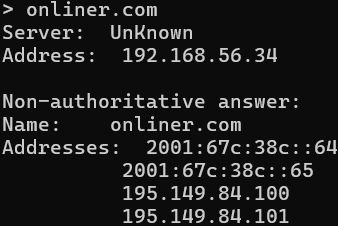 > onliner.com
Server:  UnKnown
Address:  192.168.56.34

Non-authoritative answer:
Name:    onliner.com
Addresses:  2001:67c:38c::64
          2001:67c:38c::65
          195.149.84.100
          195.149.84.101